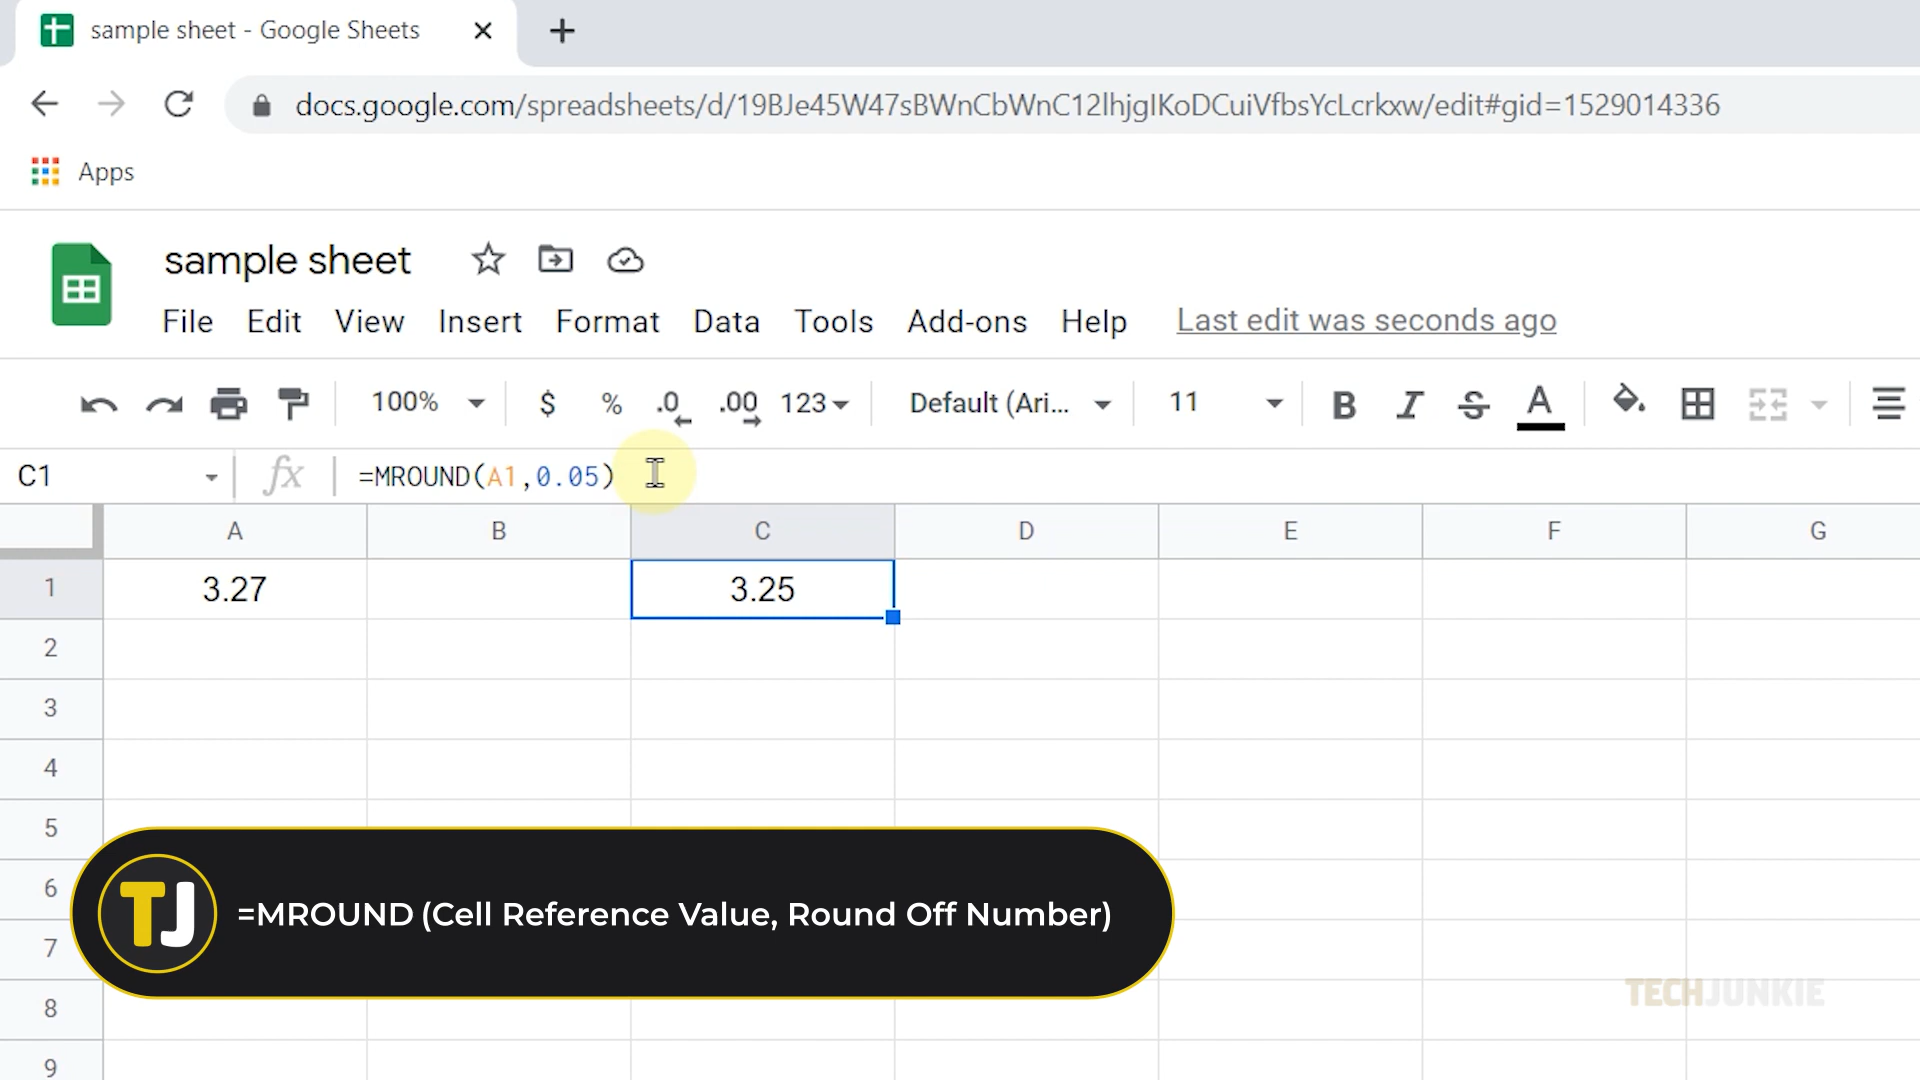 sample sheet - Google Sheets
docs.google.com/spreadsheets/d/19BJe45W47sBWnCbWnC12lhjgIKoDCuiVfbsYcLcrkxw/edit#gid=1529014336
Apps
sample sheet
File Edit View Insert Format Data Tools Add-ons Help Last edit was seconds ago
100% $ % .0 .00 123 Default (Ari... 11 B I S A
C1 fx =MROUND(A1,0.05)
A B C D E F G
1 3.27 3.25
2
3
4
5
6
TJ =MROUND (Cell Reference Value, Round Off Number)
7
TECHJUNKIE
8
9